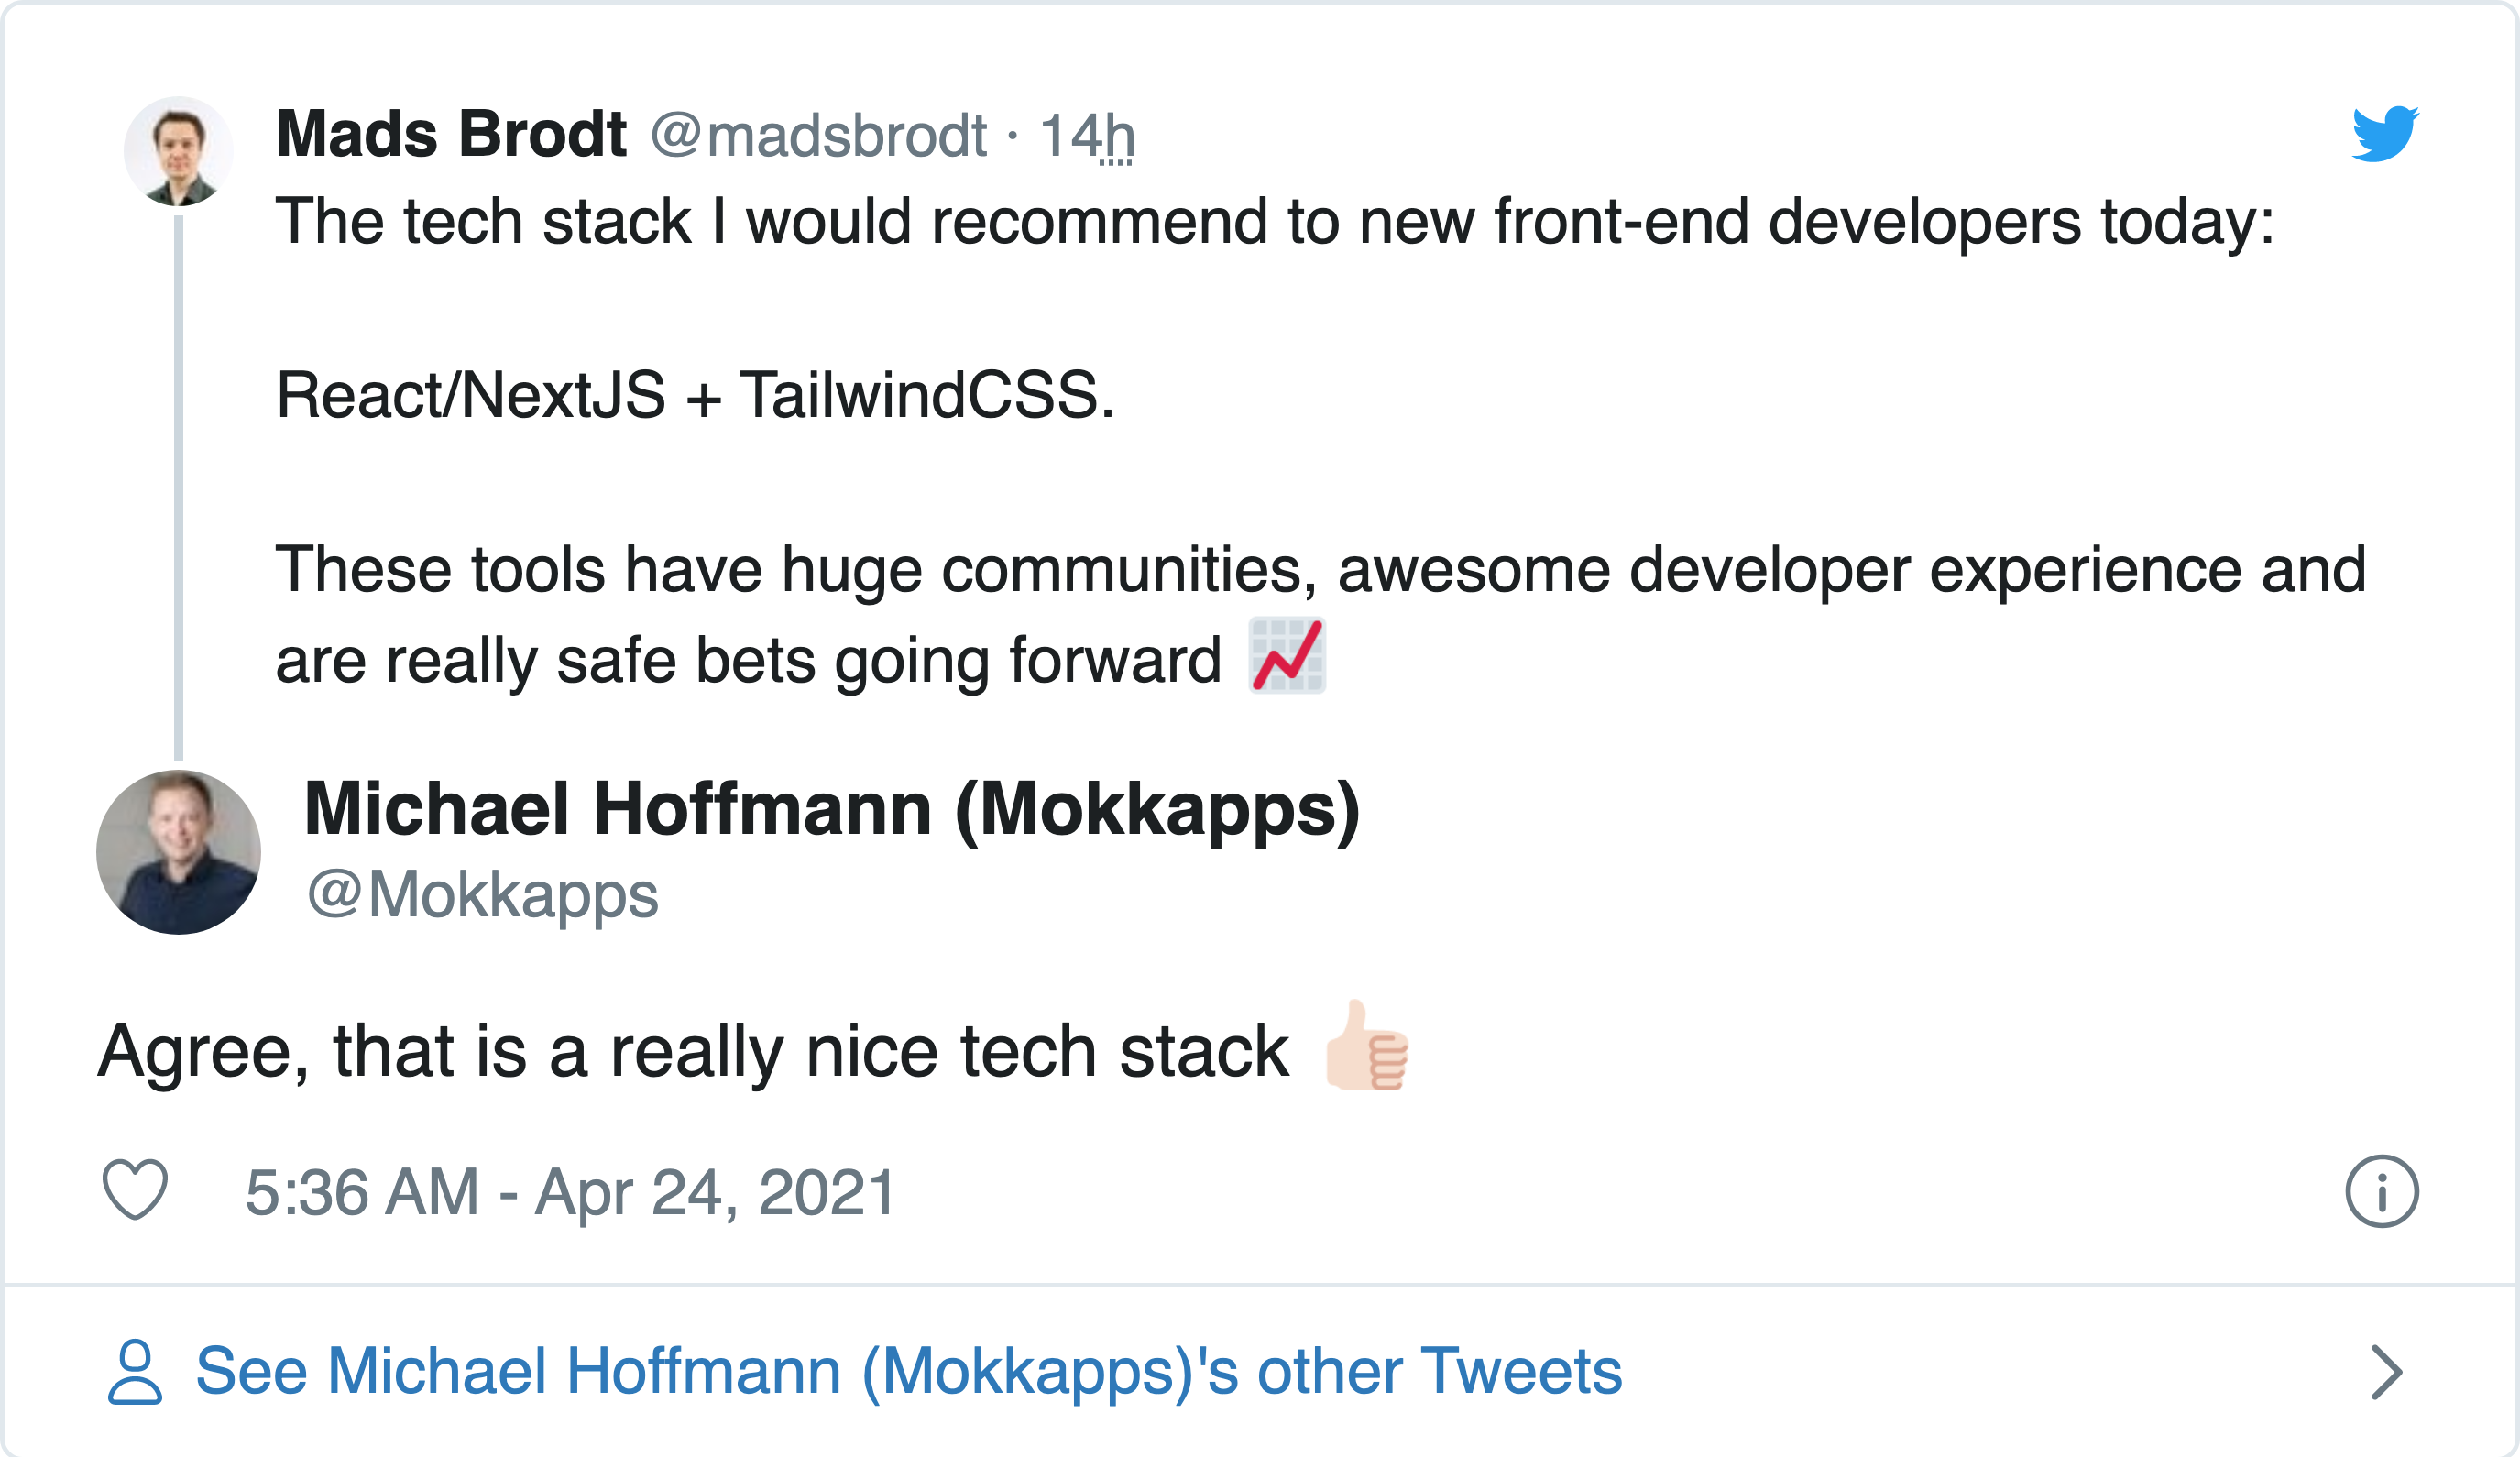 Mads Brodt @madsbrodt · 14h
The tech stack I would recommend to new front-end developers today:
React/NextJS + TailwindCSS.
These tools have huge communities, awesome developer experience and
are really safe bets going forward 📈
Michael Hoffmann (Mokkapps)
@Mokkapps
Agree, that is a really nice tech stack 👍🏻
5:36 AM - Apr 24, 2021
See Michael Hoffmann (Mokkapps)'s other Tweets